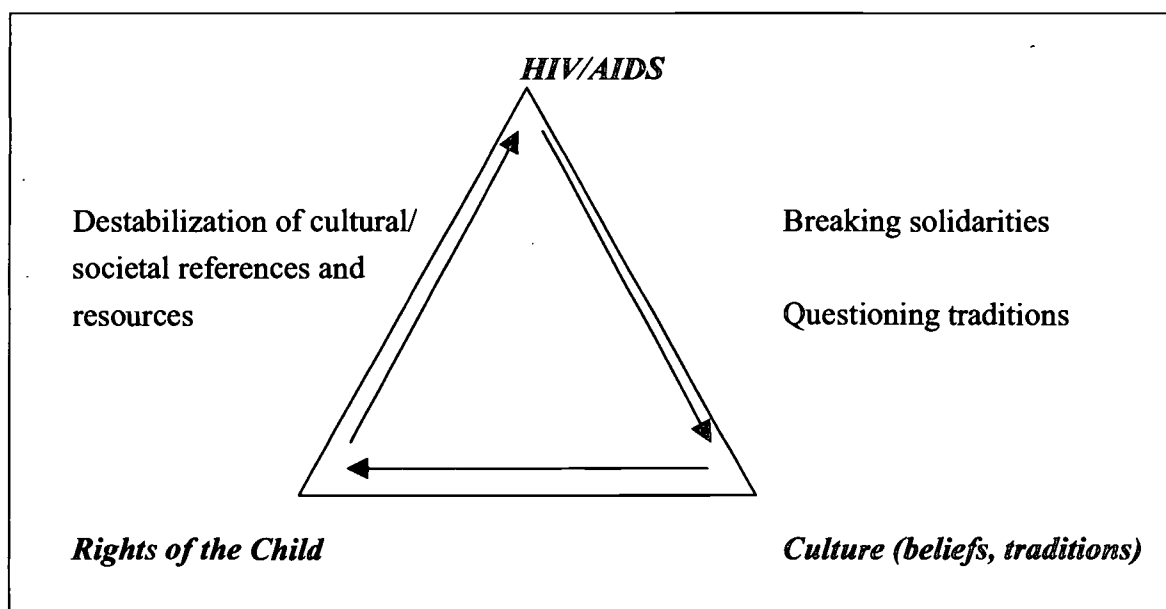 HIV/AIDS
Destabilization of cultural/
societal references and
resources
Breaking solidarities
Questioning traditions
Rights of the Child
Culture (beliefs, traditions)